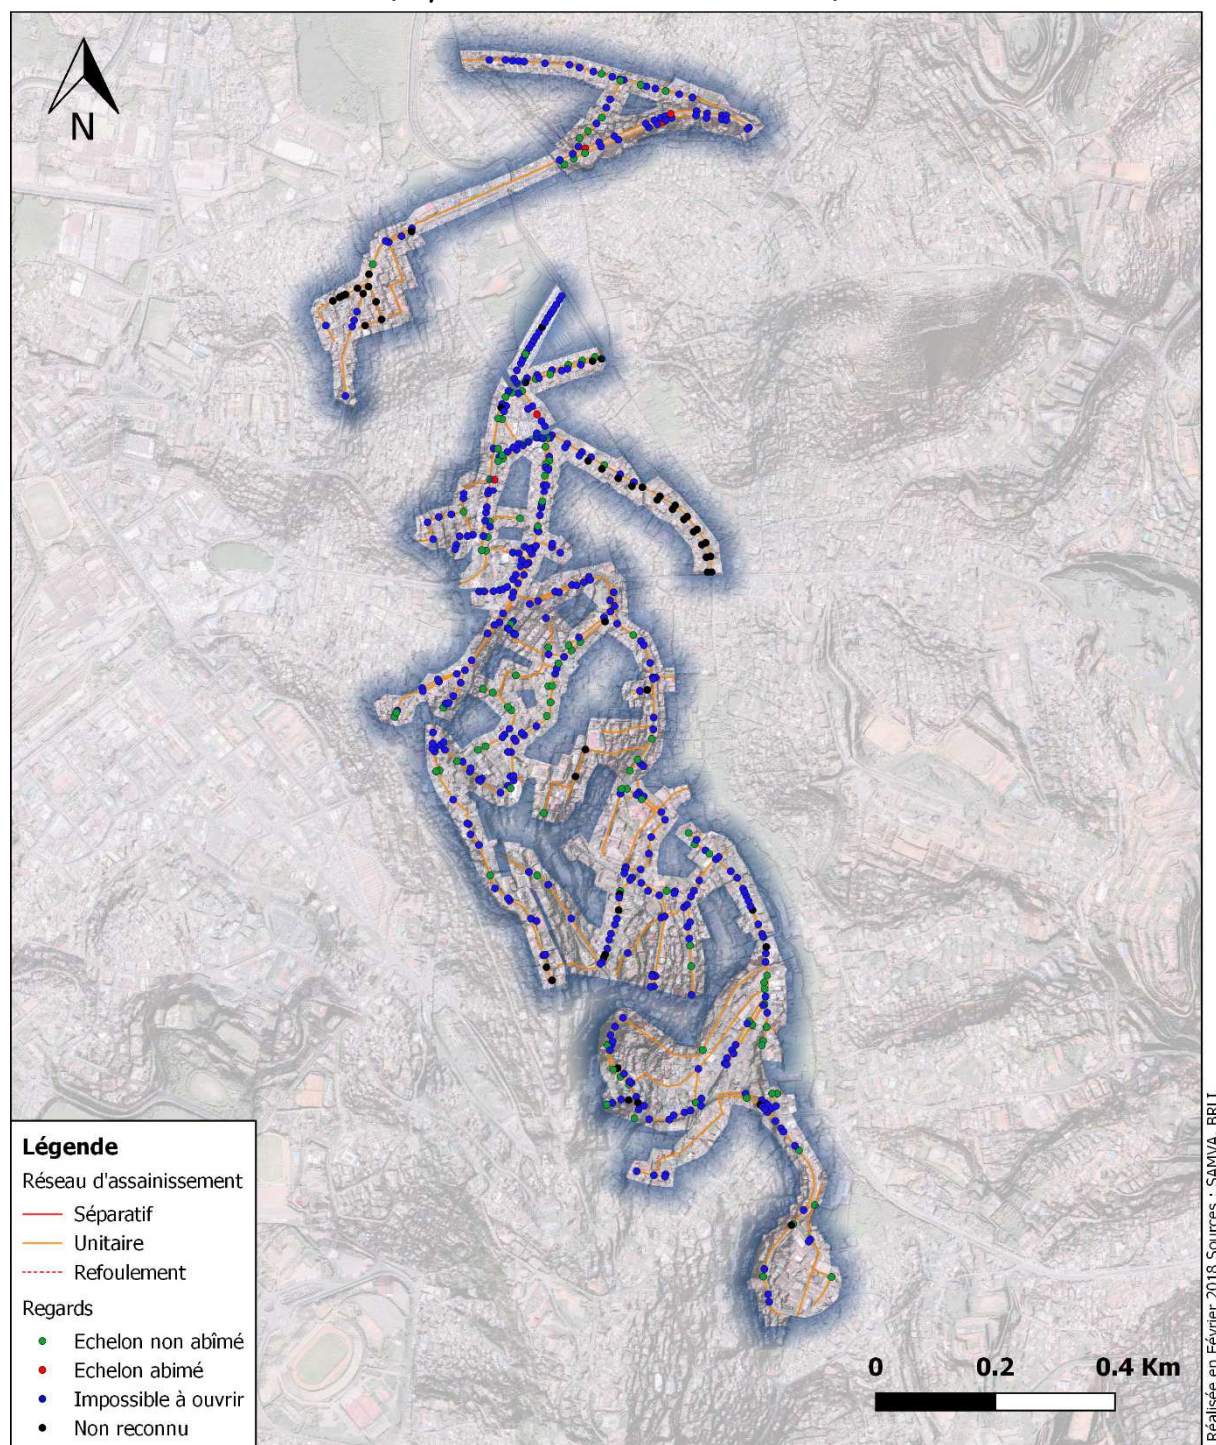 N
Légende
Réseau d'assainissement
Séparatif
Unitaire
Refoulement
Regards
Echelon non abîmé
Echelon abimé
Impossible à ouvrir
Non reconnu
0 0.2 0.4 Km
Réalisée en Février 2018 Sources : SAMVA, BRLI